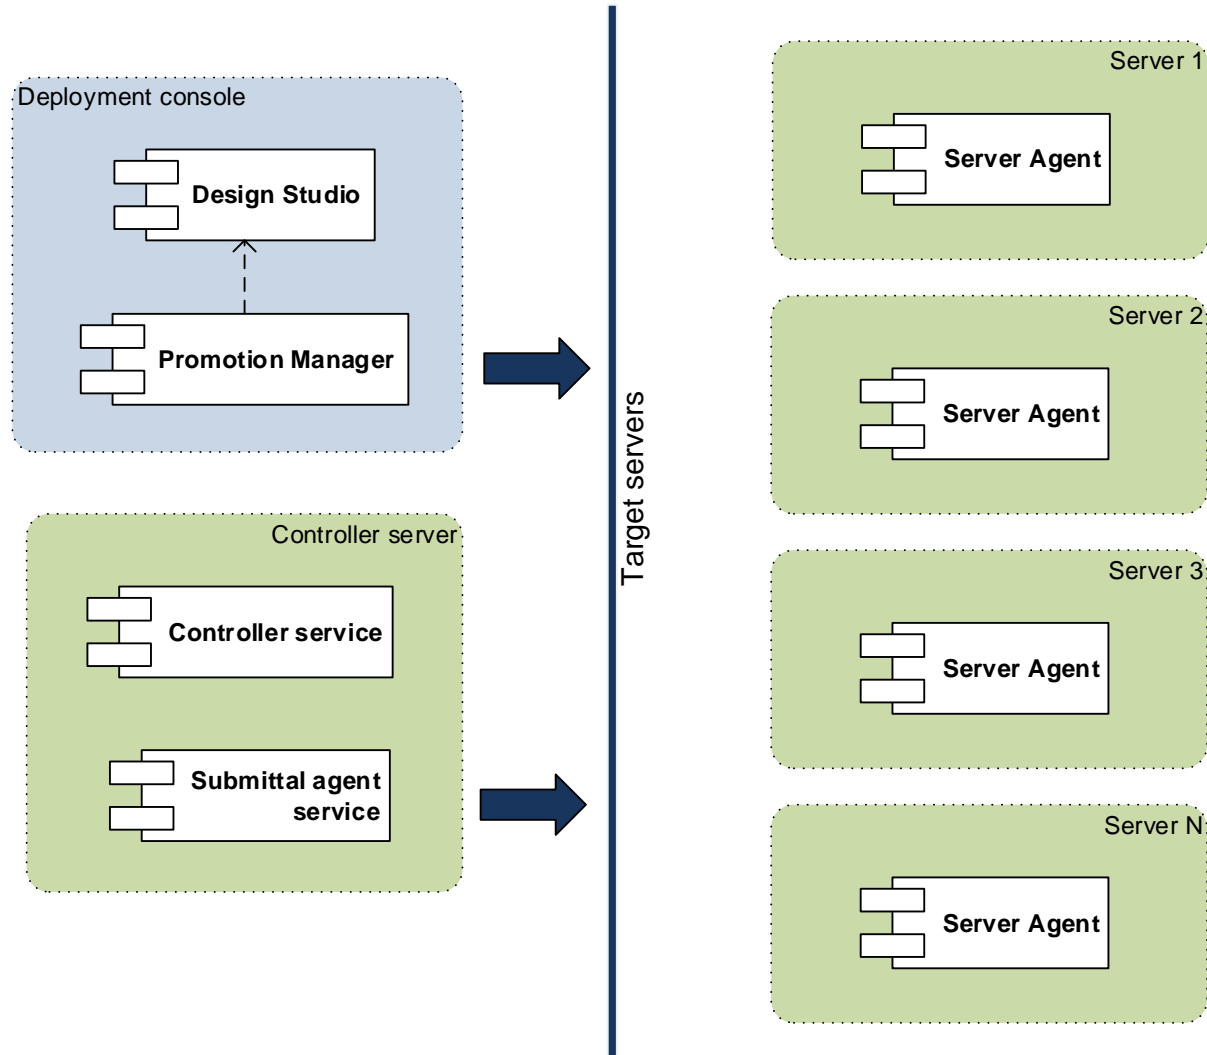 Deployment console
Design Studio
Promotion Manager
Controller server
Controller service
Submittal agent
service
Target servers
Server 1
Server Agent
Server 2
Server Agent
Server 3
Server Agent
Server N
Server Agent